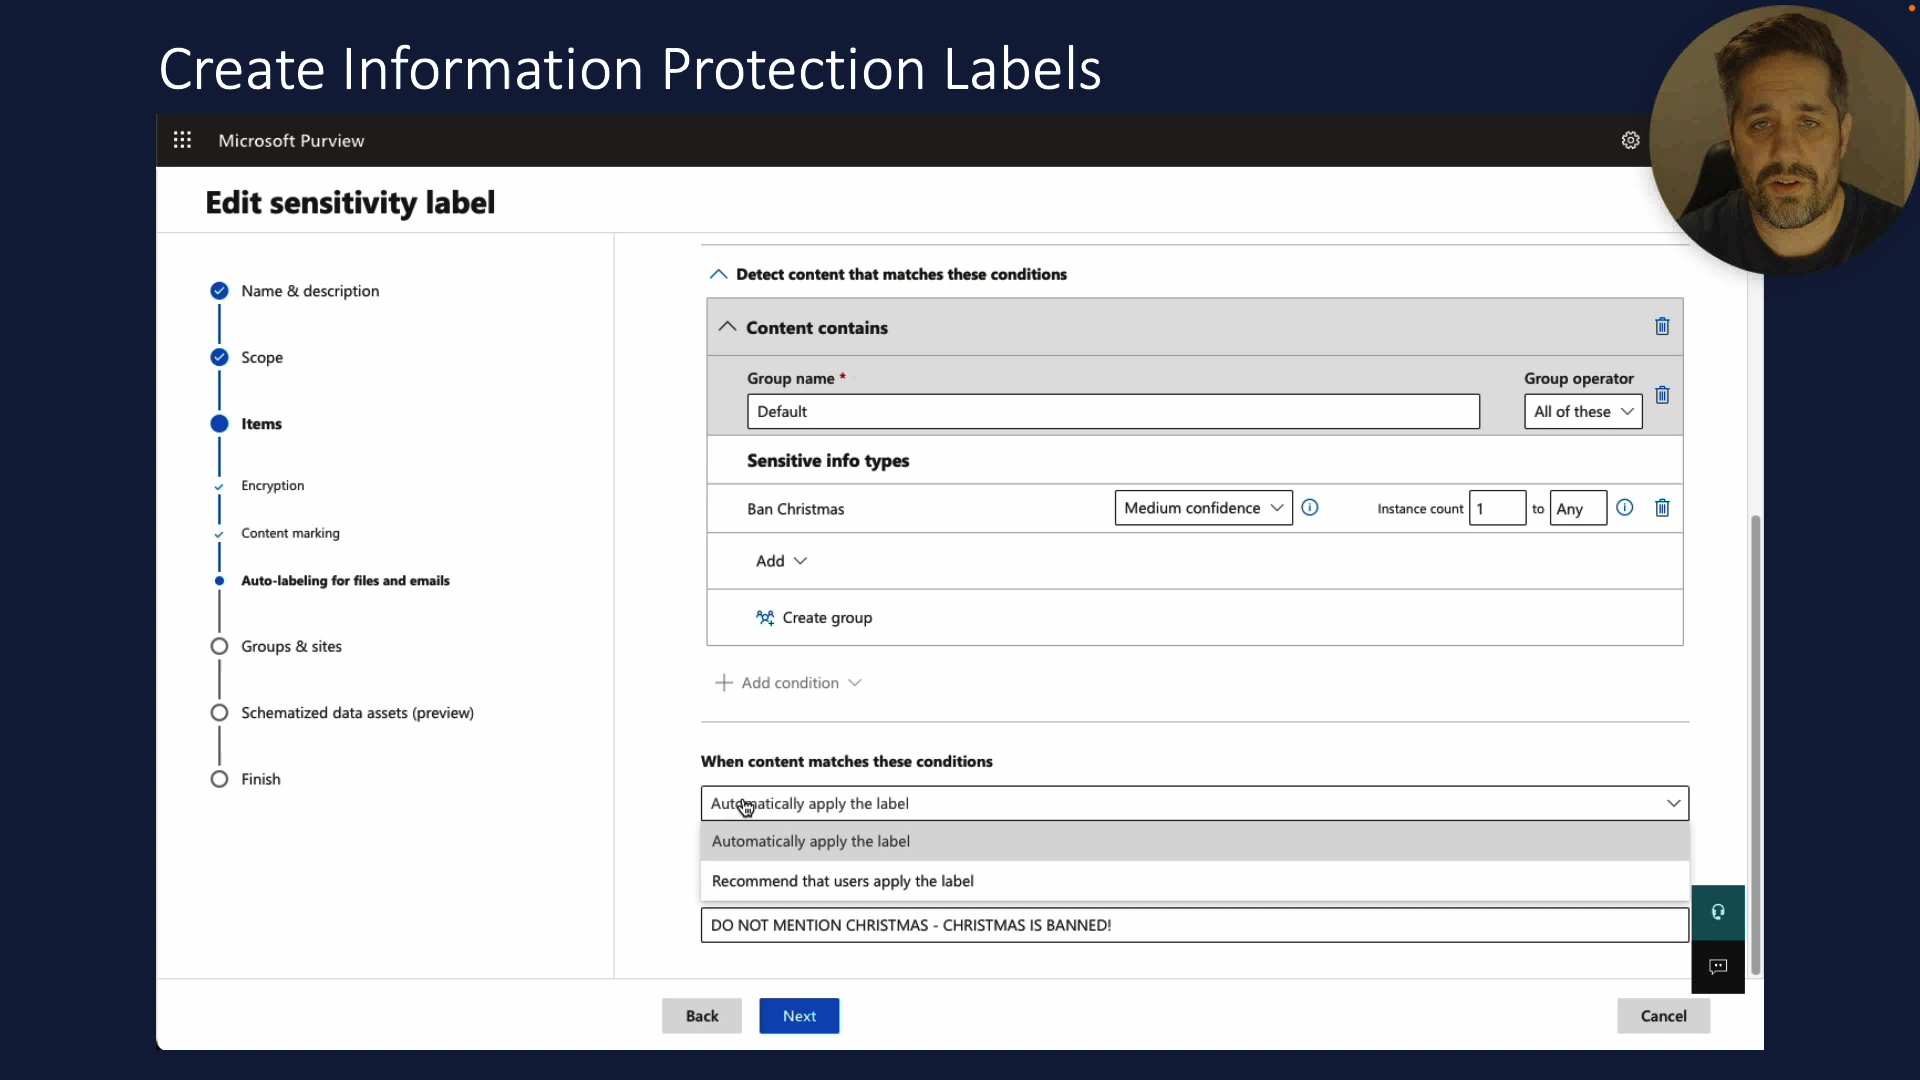 Create Information Protection Labels
Microsoft Purview
Edit sensitivity label
Name & description
Scope
Items
Encryption
Content marking
Auto-labeling for files and emails
Groups & sites
Schematized data assets (preview)
Finish
Detect content that matches these conditions
Content contains
Group name *
Group operator
Default
All of these
Sensitive info types
Ban Christmas
Medium confidence
Instance count 1 to Any
Add
Create group
Add condition
When content matches these conditions
Automatically apply the label
Automatically apply the label
Recommend that users apply the label
DO NOT MENTION CHRISTMAS - CHRISTMAS IS BANNED!
Back
Next
Cancel